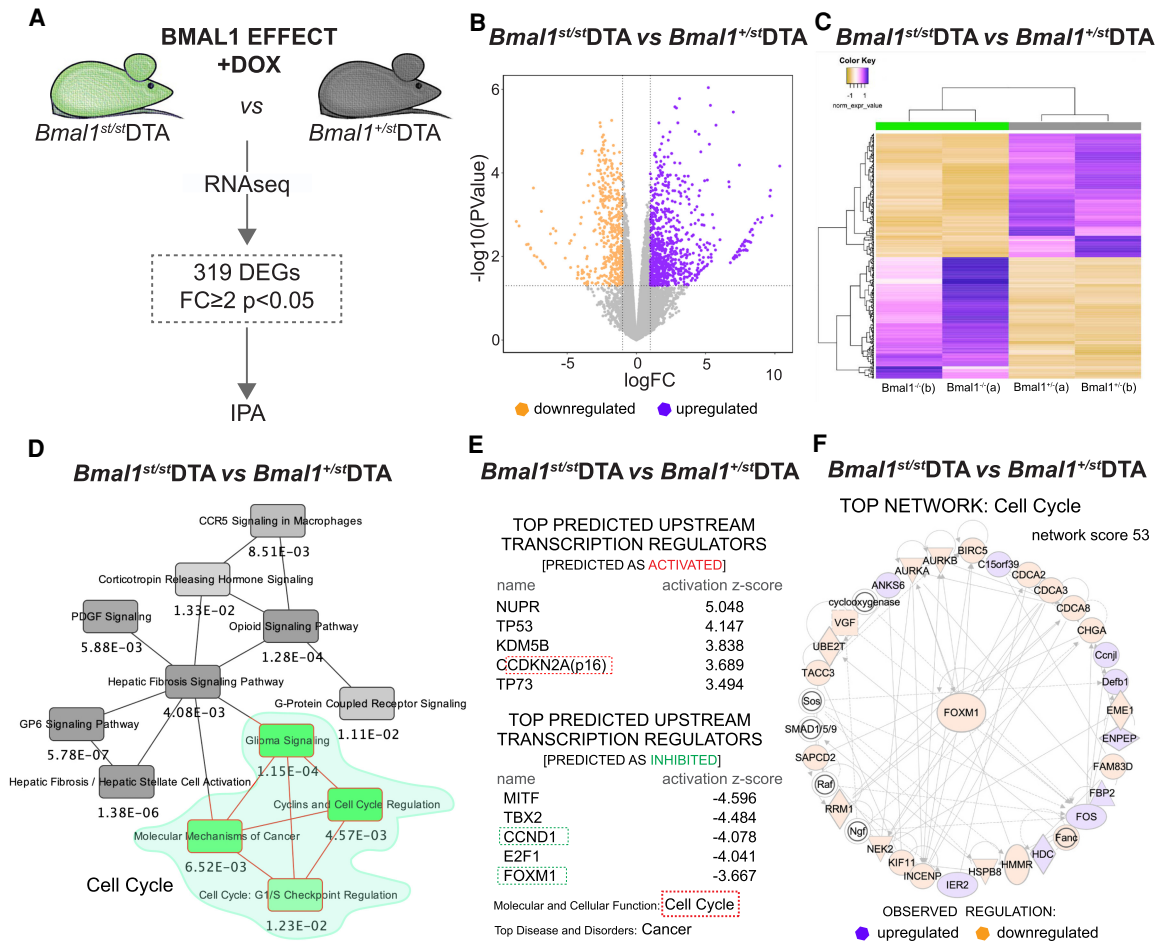 A
BMAL1 EFFECT
+DOX
vs
Bmal1st/stDTA
Bmal1+/stDTA
RNAseq
319 DEGs
FC≥2 p<0.05
IPA
B
Bmal1st/stDTA vs Bmal1+/stDTA
6
4
2
0
-log10(PValue)
-5
0
5
10
logFC
downregulated
upregulated
C
Bmal1st/stDTA vs Bmal1+/stDTA
Color Key
-1 1
norm_expr_value
Bmal1-/-(b)
Bmal1-/-(a)
Bmal1+/-(a)
Bmal1+/-(b)
D
Bmal1st/stDTA vs Bmal1+/stDTA
CCR5 Signaling in Macrophages
8.51E-03
Corticotropin Releasing Hormone Signaling
1.33E-02
PDGF Signaling
5.88E-03
Opioid Signaling Pathway
1.28E-04
Hepatic Fibrosis Signaling Pathway
4.08E-03
G-Protein Coupled Receptor Signaling
1.11E-02
GP6 Signaling Pathway
5.78E-07
Glioma Signaling
1.15E-04
Hepatic Fibrosis / Hepatic Stellate Cell Activation
1.38E-06
Cyclins and Cell Cycle Regulation
4.57E-03
Molecular Mechanisms of Cancer
6.52E-03
Cell Cycle
Cell Cycle: G1/S Checkpoint Regulation
1.23E-02
E
Bmal1st/stDTA vs Bmal1+/stDTA
TOP PREDICTED UPSTREAM
TRANSCRIPTION REGULATORS
[PREDICTED AS ACTIVATED]
name activation z-score
NUPR 5.048
TP53 4.147
KDM5B 3.838
CCDKN2A(p16) 3.689
TP73 3.494
TOP PREDICTED UPSTREAM
TRANSCRIPTION REGULATORS
[PREDICTED AS INHIBITED]
name activation z-score
MITF -4.596
TBX2 -4.484
CCND1 -4.078
E2F1 -4.041
FOXM1 -3.667
Molecular and Cellular Function: Cell Cycle
Top Disease and Disorders: Cancer
F
Bmal1st/stDTA vs Bmal1+/stDTA
TOP NETWORK: Cell Cycle
network score 53
BIRC5
C15orf39
CDCA2
CDCA3
CDCA8
CHGA
Ccnjl
Defb1
EME1
ENPEP
FAM83D
FBP2
FOS
Fanc
HDC
HMMR
HSPB8
IER2
INCENP
KIF11
NEK2
Ngf
RRM1
Raf
SAPCD2
SMAD1/5/9
Sos
TACC3
UBE2T
VGF
cyclooxygenase
ANKS6
AURKA
AURKB
FOXM1
OBSERVED REGULATION:
upregulated
downregulated